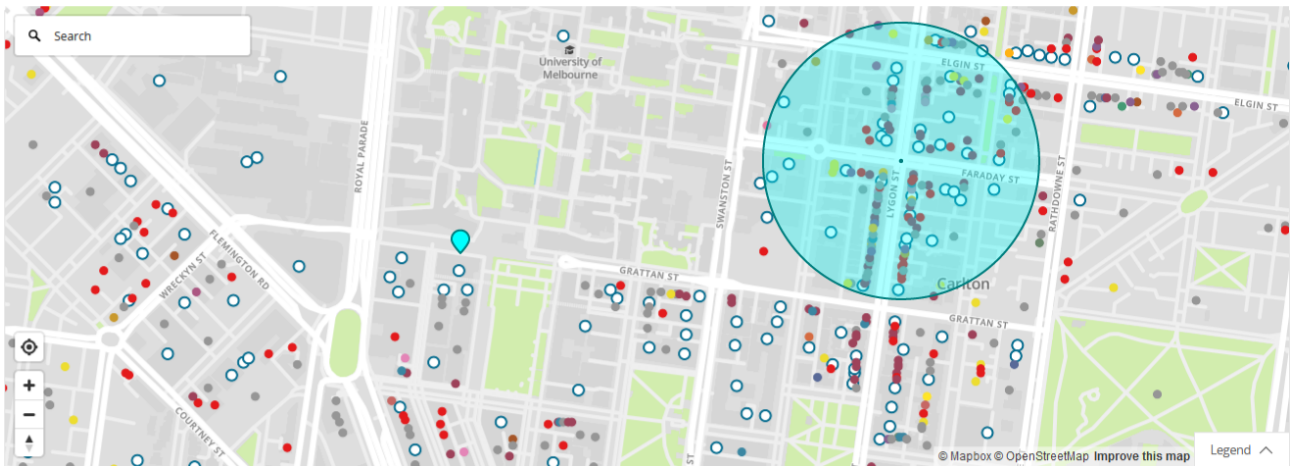 Search
University of
Melbourne
ELGIN ST
ELGIN ST
ROYAL PARADE
SWANSTON ST
FARADAY ST
LYGON ST
RATHDOWNE ST
FLEMINGTON RD
WRECKYN ST
GRATTAN ST
Carlton
GRATTAN ST
COURTNEY ST
ST
© Mapbox © OpenStreetMap Improve this map
Legend